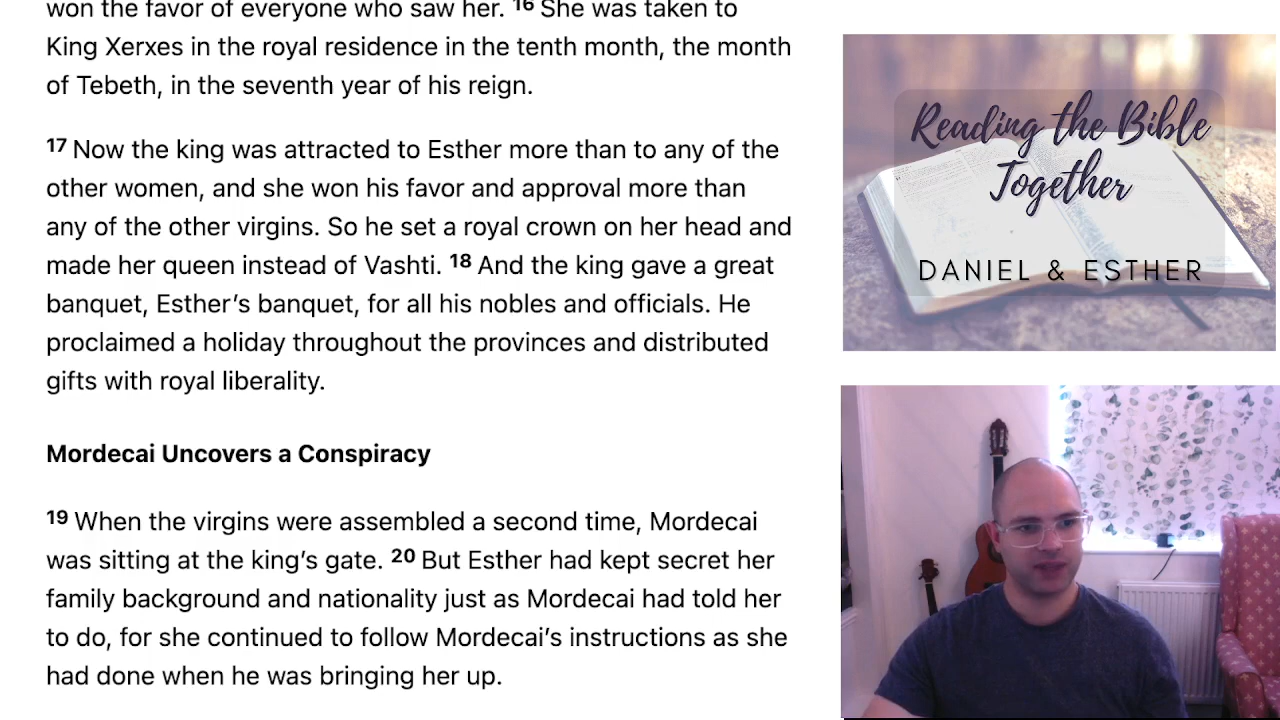 won the favor of everyone who saw her. 16 She was taken to
King Xerxes in the royal residence in the tenth month, the month
of Tebeth, in the seventh year of his reign.
17 Now the king was attracted to Esther more than to any of the
other women, and she won his favor and approval more than
any of the other virgins. So he set a royal crown on her head and
made her queen instead of Vashti. 18 And the king gave a great
banquet, Esther’s banquet, for all his nobles and officials. He
proclaimed a holiday throughout the provinces and distributed
gifts with royal liberality.
Mordecai Uncovers a Conspiracy
19 When the virgins were assembled a second time, Mordecai
was sitting at the king’s gate. 20 But Esther had kept secret her
family background and nationality just as Mordecai had told her
to do, for she continued to follow Mordecai’s instructions as she
had done when he was bringing her up.
Reading the Bible
Together
DANIEL & ESTHER